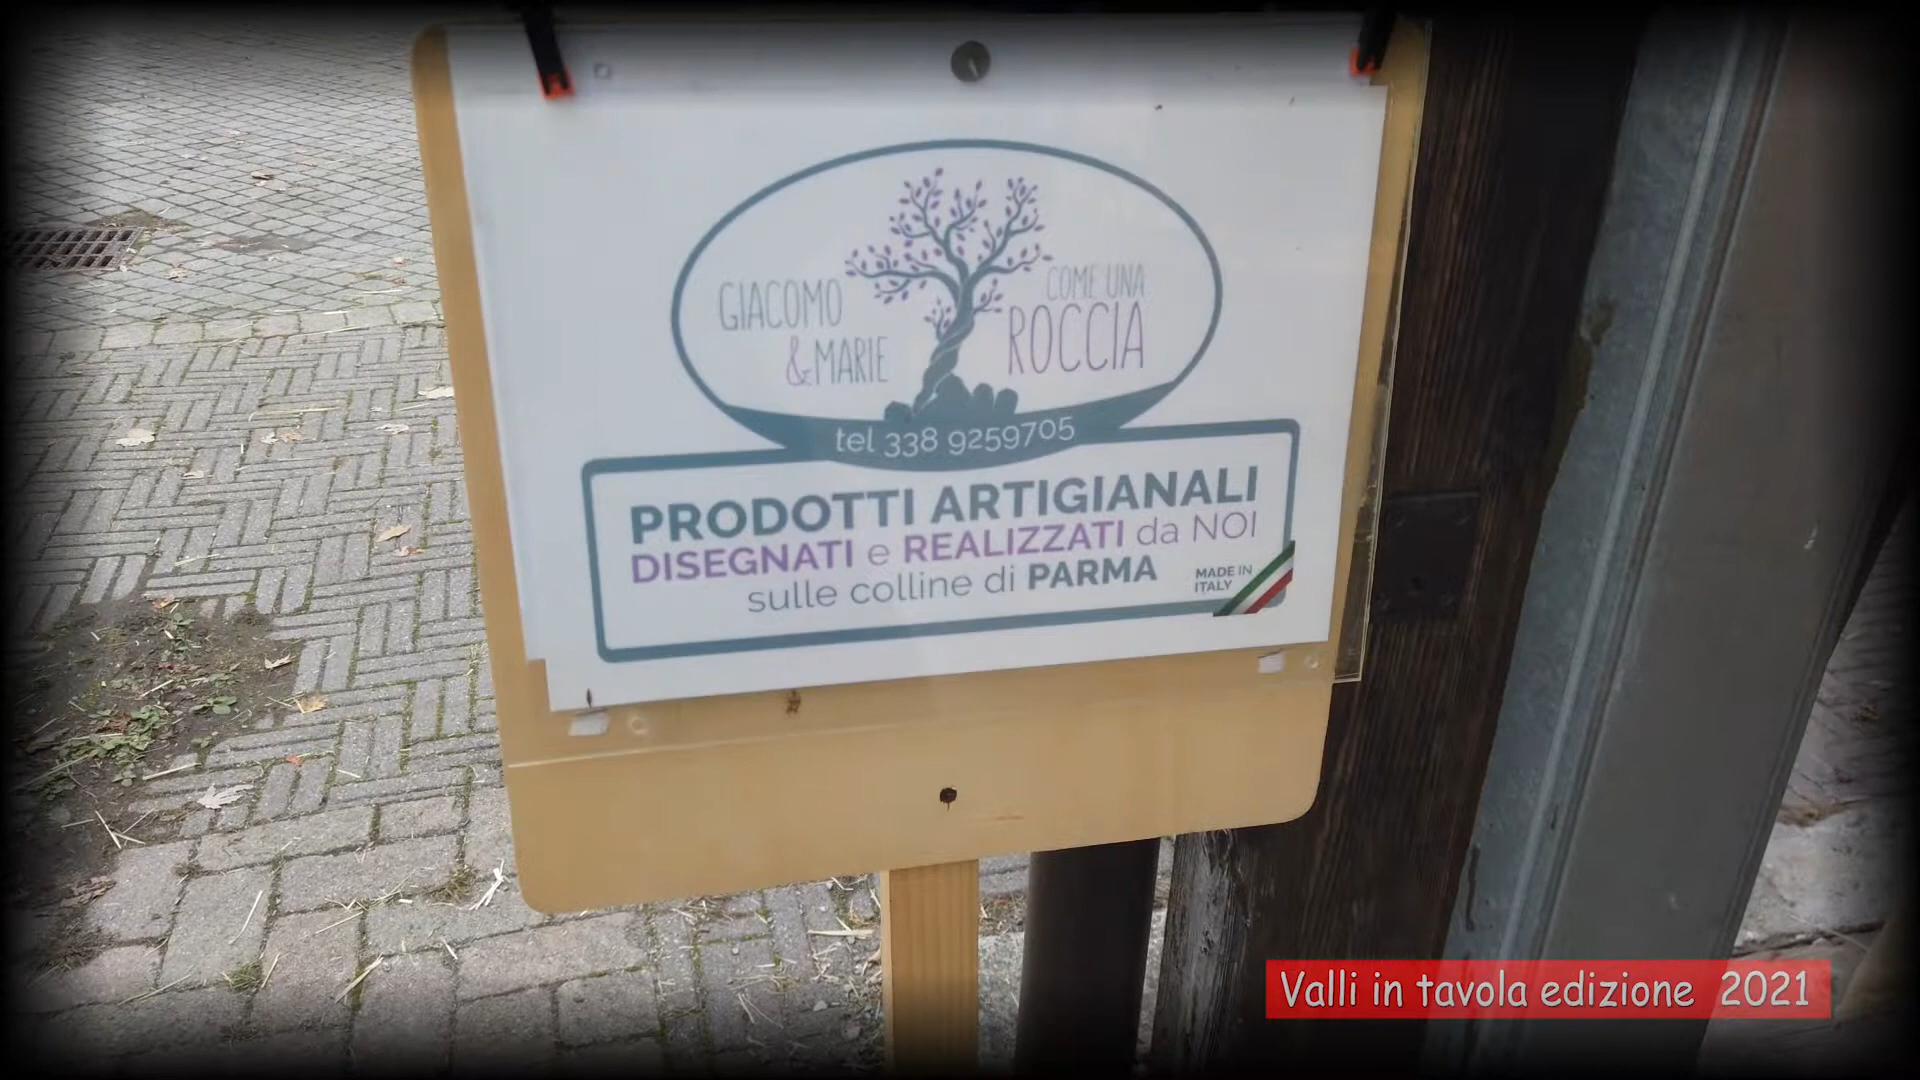 GIACOMO
& MARIE
COME UNA
ROCCIA
tel 338 9259705
PRODOTTI ARTIGIANALI
DISEGNATI e REALIZZATI da NOI
sulle colline di PARMA
MADE IN
ITALY
Valli in tavola edizione 2021